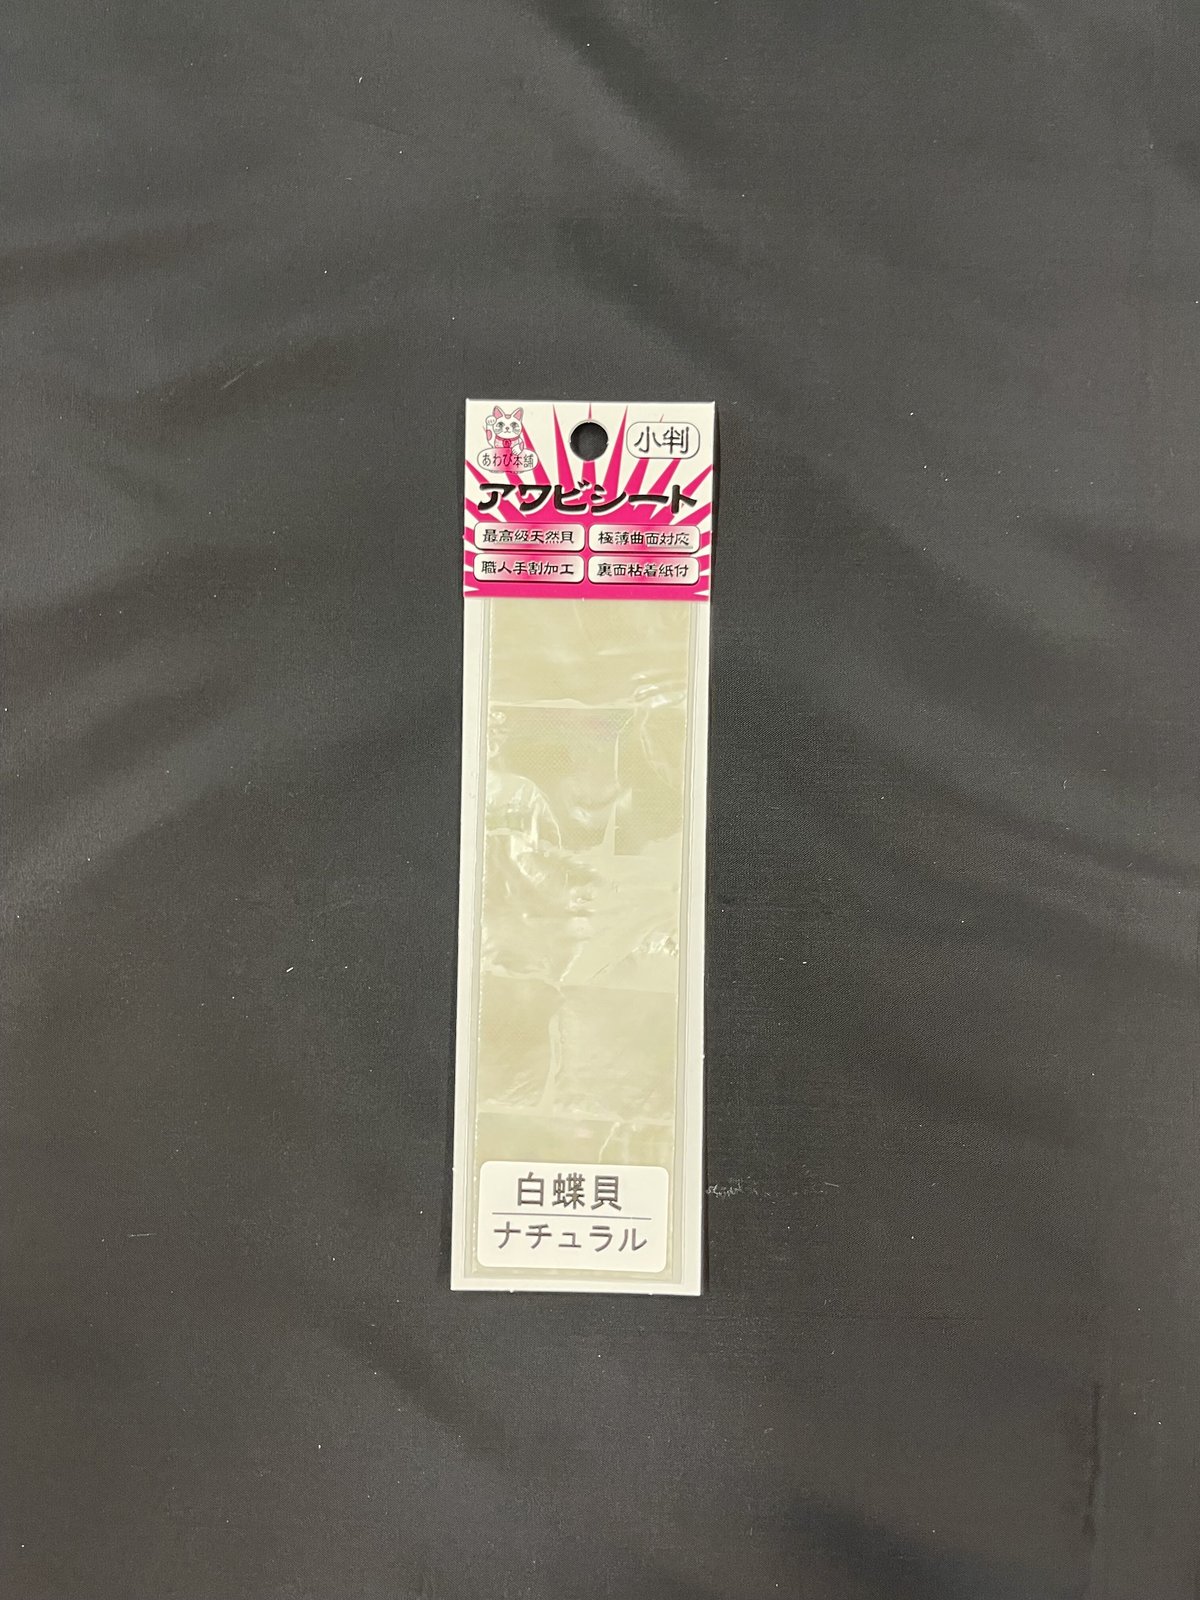 あわび本舗
小判
アワビシート
最高級天然貝
極薄曲面対応
職人手割加工
裏面粘着紙付
白蝶貝
ナチュラル